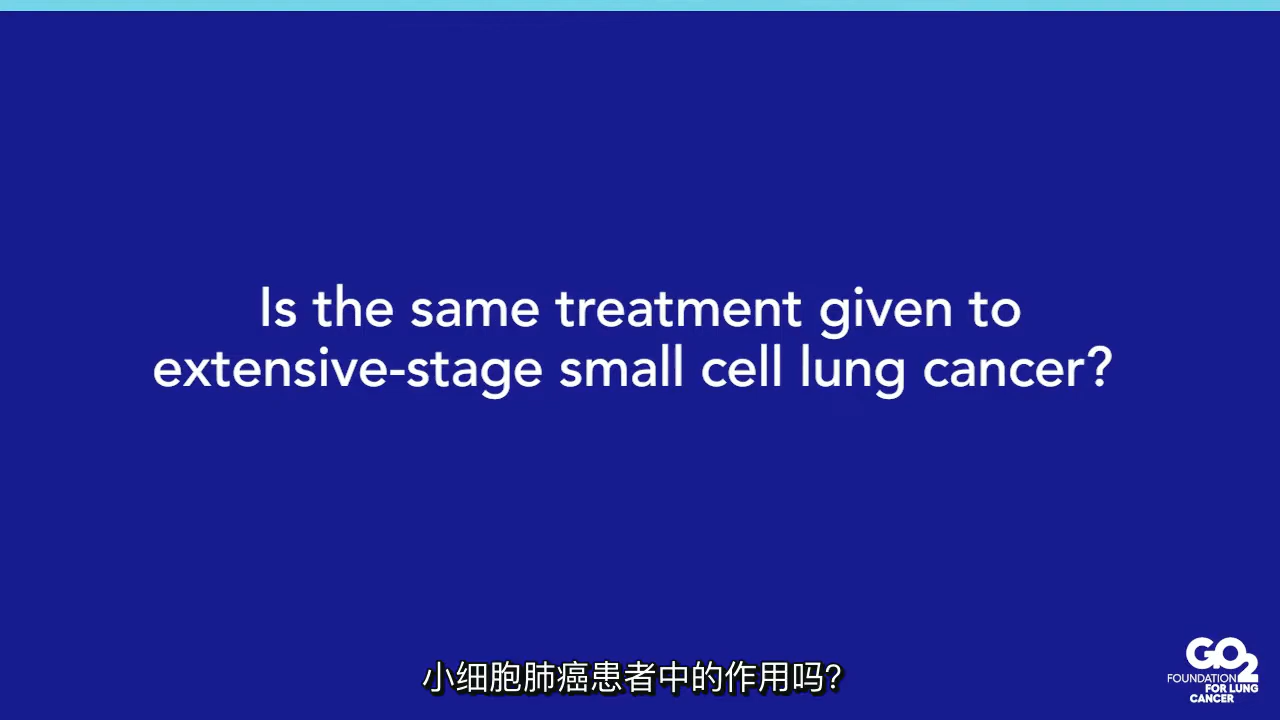 Is the same treatment given to
extensive-stage small cell lung cancer?
小细胞肺癌患者中的作用吗?
GO2
FOUNDATION
FOR LUNG
CANCER